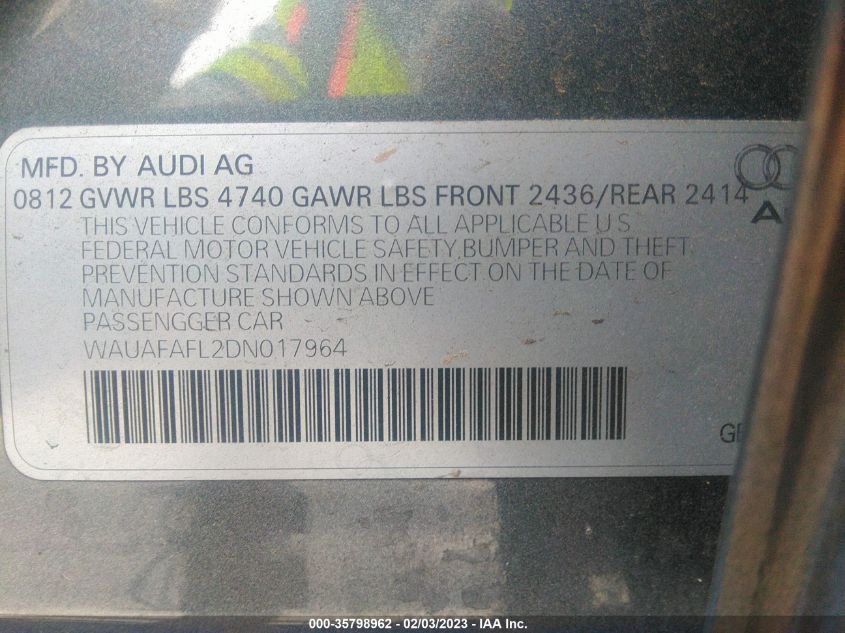 MFD. BY AUDI AG
0812 GVWR LBS 4740 GAWR LBS FRONT 2436/REAR 2414
THIS VEHICLE CONFORMS TO ALL APPLICABLE U S
FEDERAL MOTOR VEHICLE SAFETY, BUMPER AND THEFT
PREVENTION STANDARDS IN EFFECT ON THE DATE OF
MANUFACTURE SHOWN ABOVE
PASSENGGER CAR
WAUAFAFL2DN017964
000-35798962 - 02/03/2023 - IAA Inc.